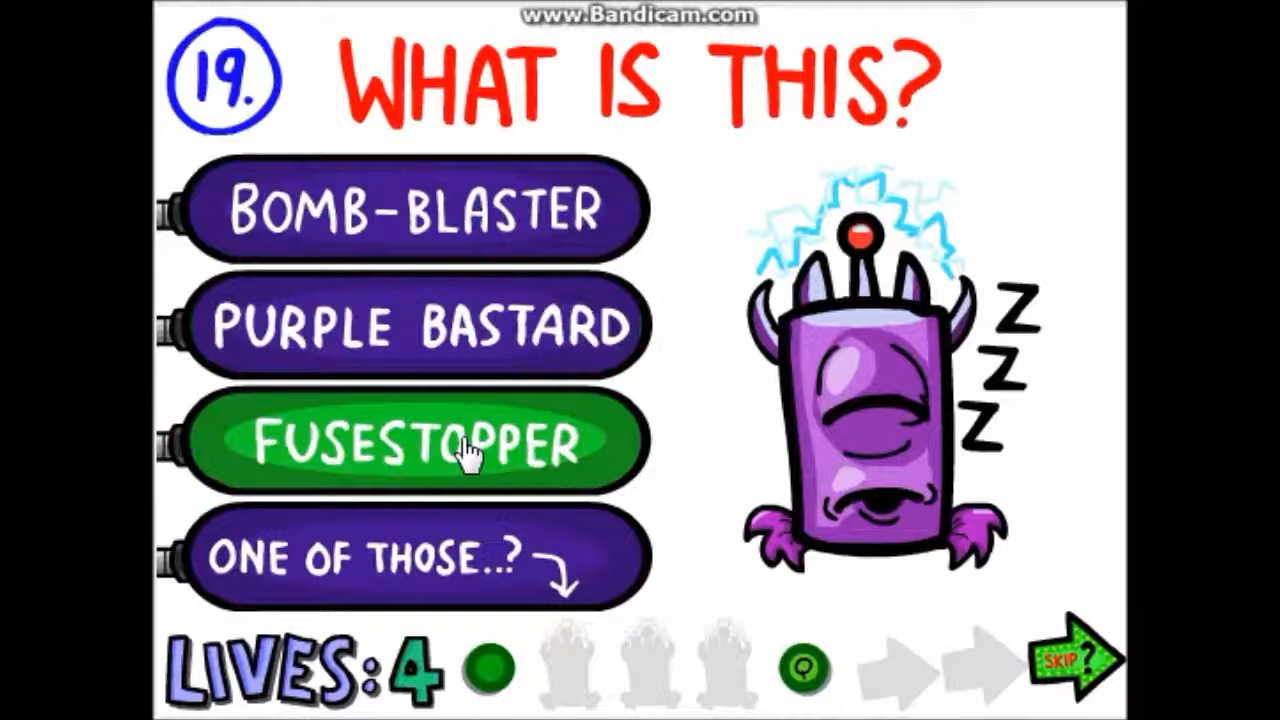 www.Bandicam.com
19.
WHAT IS THIS?
BOMB-BLASTER
PURPLE BASTARD
FUSESTOPPER
ONE OF THOSE..?
Z
Z
Z
LIVES: 4
Q
SKIP?